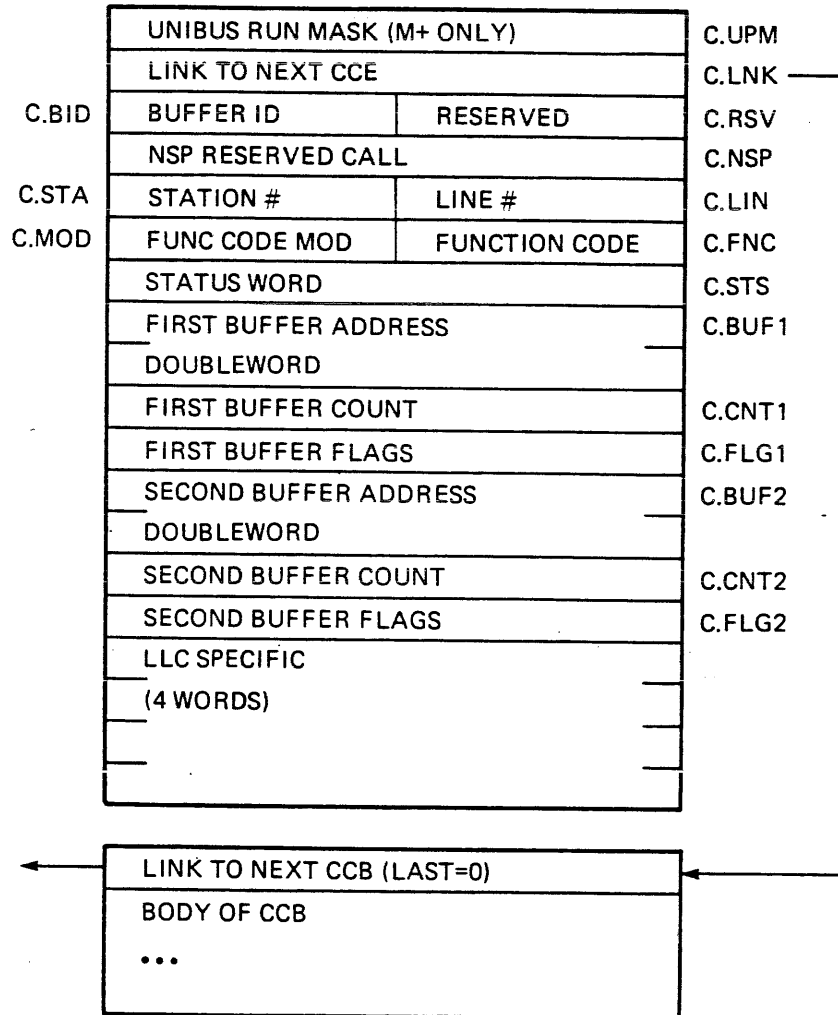 UNIBUS RUN MASK (M+ ONLY) C.UPM
LINK TO NEXT CCE C.LNK
C.BID BUFFER ID RESERVED C.RSV
NSP RESERVED CALL C.NSP
C.STA STATION # LINE # C.LIN
C.MOD FUNC CODE MOD FUNCTION CODE C.FNC
STATUS WORD C.STS
FIRST BUFFER ADDRESS C.BUF1
DOUBLEWORD
FIRST BUFFER COUNT C.CNT1
FIRST BUFFER FLAGS C.FLG1
SECOND BUFFER ADDRESS C.BUF2
DOUBLEWORD
SECOND BUFFER COUNT C.CNT2
SECOND BUFFER FLAGS C.FLG2
LLC SPECIFIC
(4 WORDS)
LINK TO NEXT CCB (LAST=0)
BODY OF CCB
•••